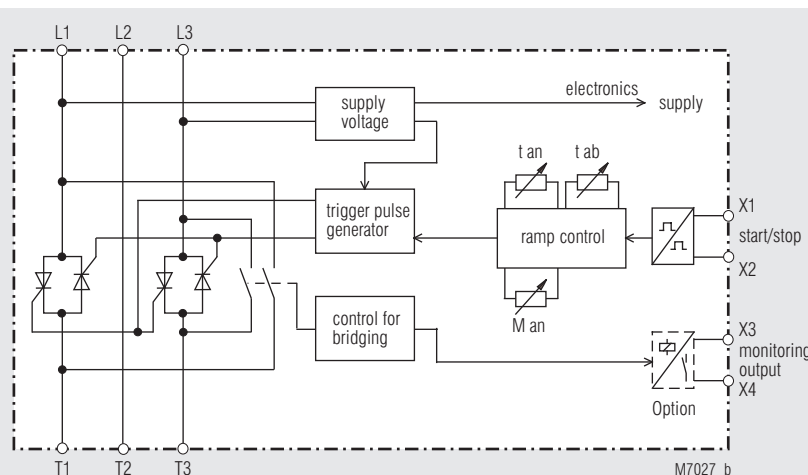 L1 L2 L3
supply
voltage
electronics
supply
t an t ab
trigger pulse
generator
ramp control
X1
start/stop
X2
M an
control for
bridging
X3
monitoring
output
X4
Option
T1 T2 T3
M7027_b